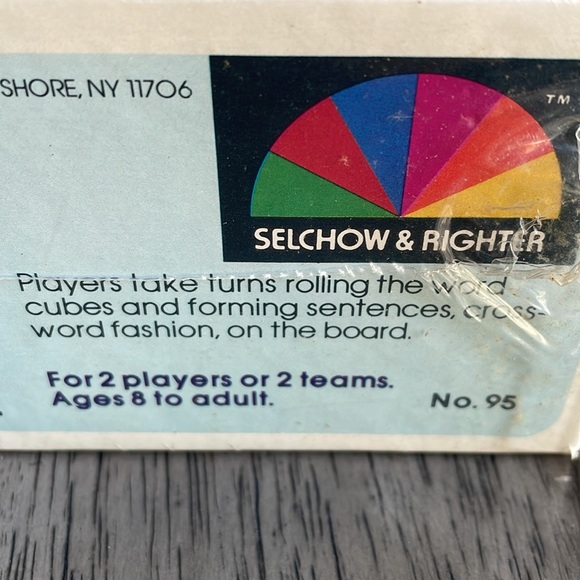 SHORE, NY 11706
TM
SELCHOW & RIGHTER
Players take turns rolling the word
cubes and forming sentences, cross-
word fashion, on the board.
For 2 players or 2 teams.
Ages 8 to adult.
No. 95